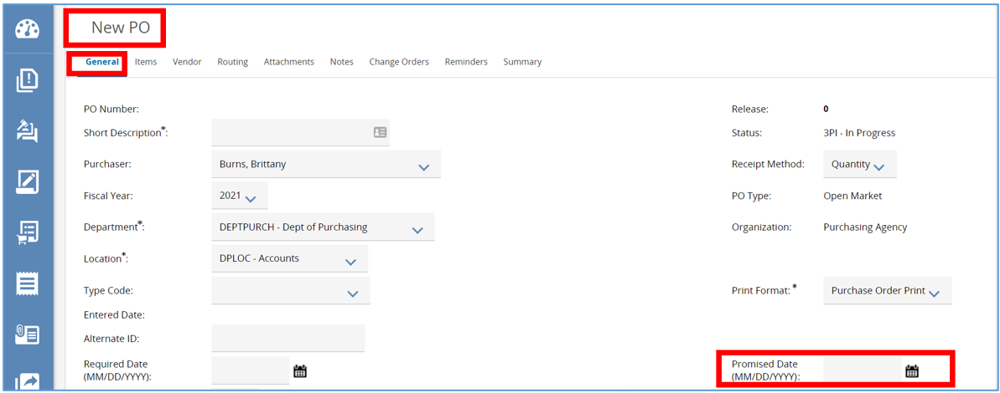 New PO
General Items Vendor Routing Attachments Notes Change Orders Reminders Summary
PO Number: Release: 0
Short Description*: Status: 3PI - In Progress
Purchaser: Burns, Brittany Receipt Method: Quantity
Fiscal Year: 2021 PO Type: Open Market
Department*: DEPTPURCH - Dept of Purchasing Organization: Purchasing Agency
Location*: DPLOC - Accounts
Type Code: Print Format: * Purchase Order Print
Entered Date:
Alternate ID:
Required Date Promised Date
(MM/DD/YYYY): (MM/DD/YYYY):